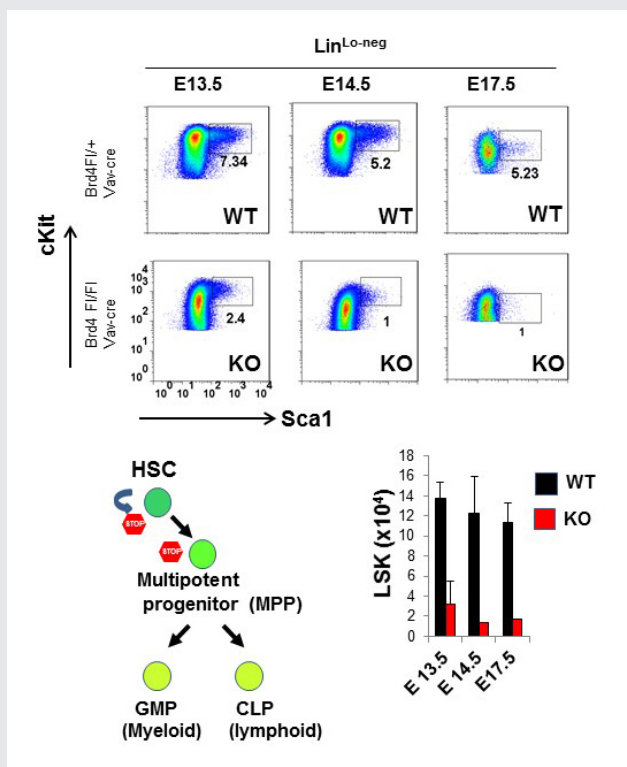 Lin^Lo-neg
E13.5 E14.5 E17.5
Brd4Fl/+
Vav-cre
7.34
WT
5.2
WT
5.23
WT
cKit
Brd4 Fl/Fl
Vav-cre
10^4
10^3
10^2
10^1
10^0
2.4
KO
1
KO
1
KO
10^0 10^1 10^2 10^3 10^4
Sca1
HSC
STOP
STOP
Multipotent
progenitor (MPP)
GMP
(Myeloid)
CLP
(lymphoid)
LSK (x10^4)
18
16
14
12
10
8
6
4
2
0
E 13.5
E 14.5
E17.5
WT
KO